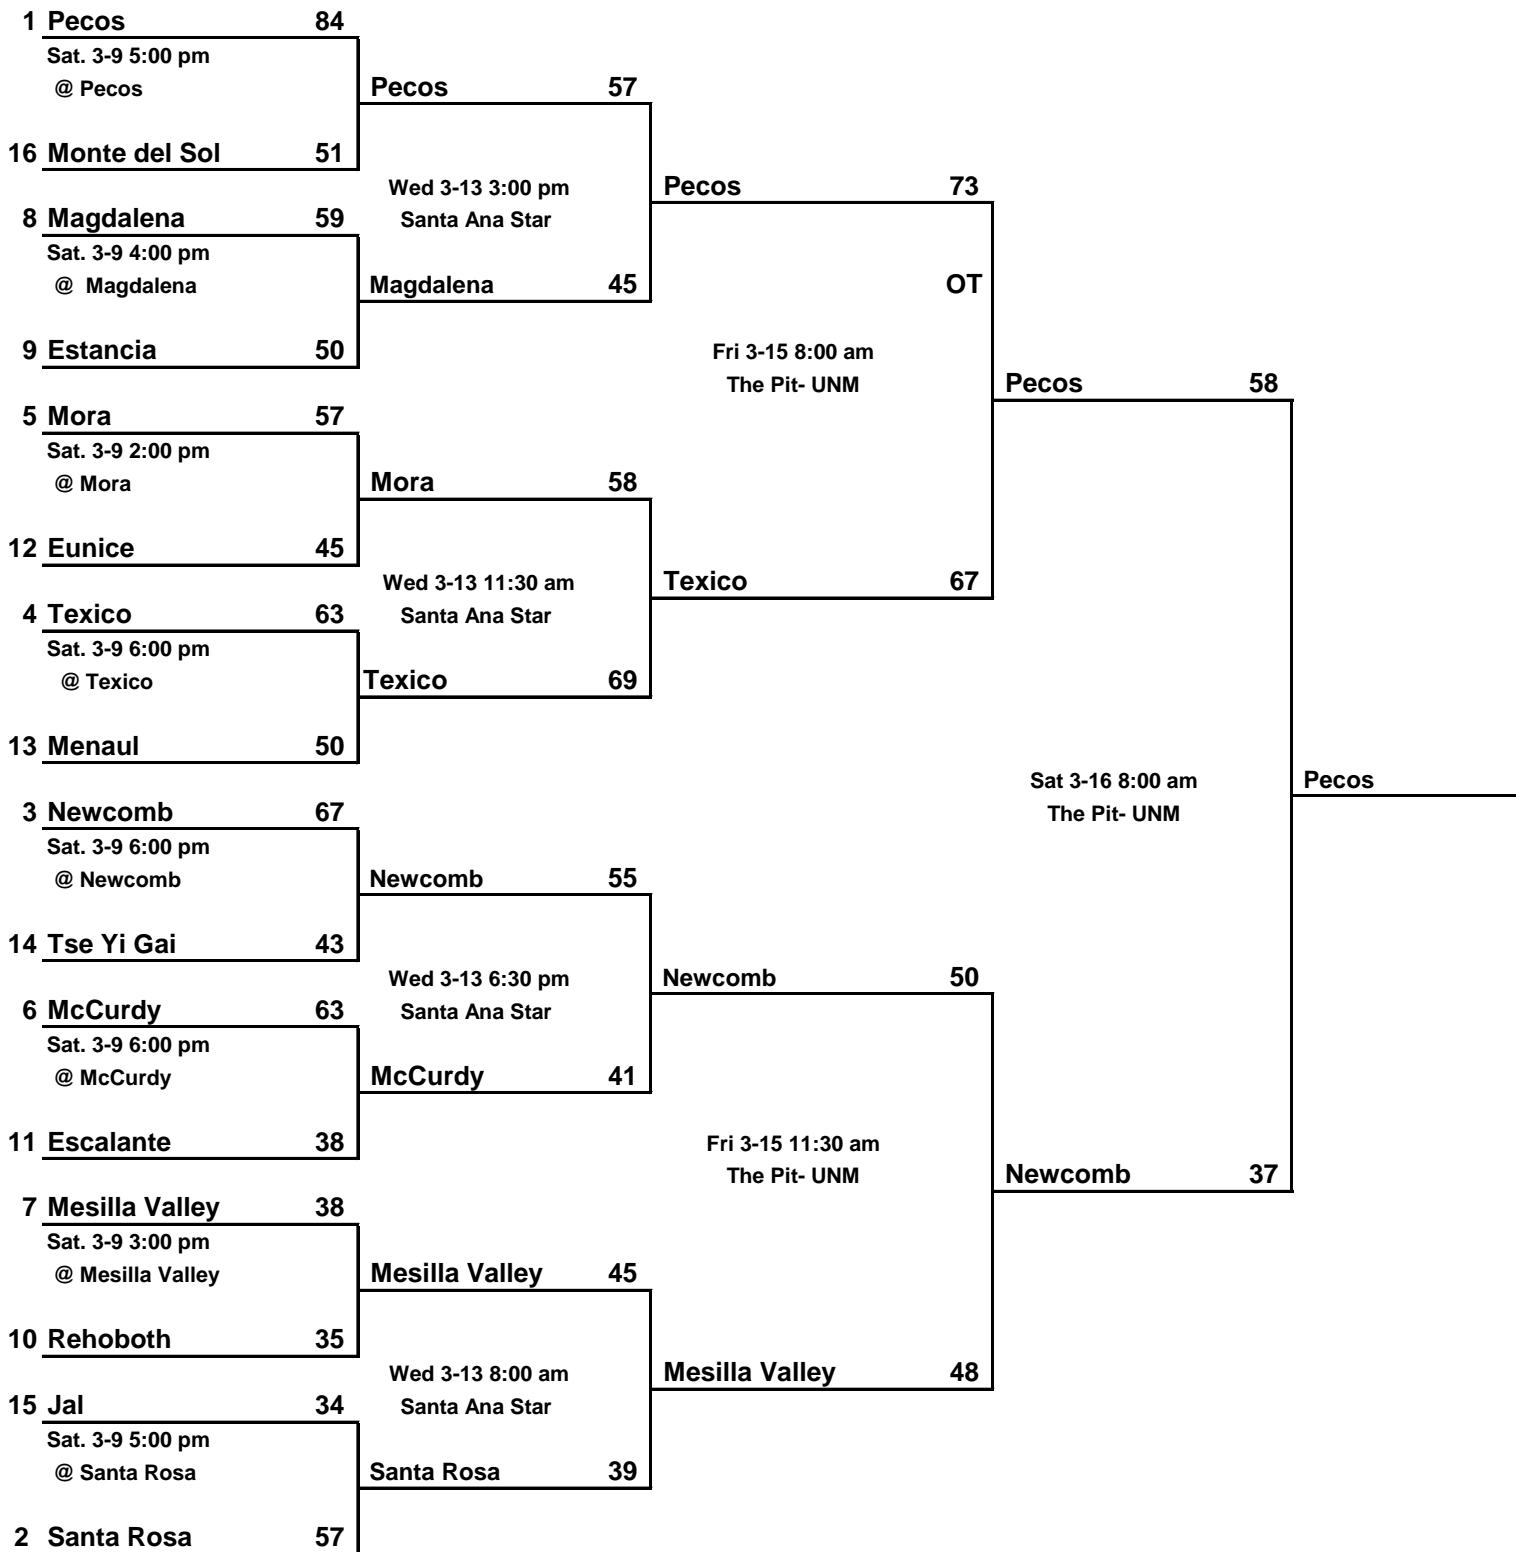 1 Pecos 84
Sat. 3-9 5:00 pm
@ Pecos
Pecos 57
16 Monte del Sol 51
Wed 3-13 3:00 pm
Pecos 73
Santa Ana Star
8 Magdalena 59
Sat. 3-9 4:00 pm
@ Magdalena
Magdalena 45
OT
9 Estancia 50
Fri 3-15 8:00 am
The Pit- UNM
Pecos 58
5 Mora 57
Sat. 3-9 2:00 pm
@ Mora
Mora 58
12 Eunice 45
Wed 3-13 11:30 am
Texico 67
Santa Ana Star
4 Texico 63
Sat. 3-9 6:00 pm
@ Texico
Texico 69
13 Menaul 50
Sat 3-16 8:00 am
Pecos
The Pit- UNM
3 Newcomb 67
Sat. 3-9 6:00 pm
@ Newcomb
Newcomb 55
14 Tse Yi Gai 43
Wed 3-13 6:30 pm
Newcomb 50
Santa Ana Star
6 McCurdy 63
Sat. 3-9 6:00 pm
@ McCurdy
McCurdy 41
11 Escalante 38
Fri 3-15 11:30 am
The Pit- UNM
Newcomb 37
7 Mesilla Valley 38
Sat. 3-9 3:00 pm
@ Mesilla Valley
Mesilla Valley 45
10 Rehoboth 35
Wed 3-13 8:00 am
Mesilla Valley 48
Santa Ana Star
15 Jal 34
Sat. 3-9 5:00 pm
@ Santa Rosa
Santa Rosa 39
2 Santa Rosa 57